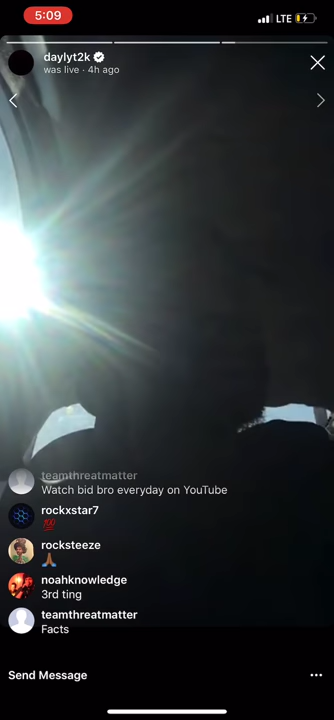 5:09
LTE
daylyt2k
was live · 4h ago
teamthreatmatter
Watch bid bro everyday on YouTube
rockxstar7
💯
rocksteeze
🙏🏾
noahknowledge
3rd ting
teamthreatmatter
Facts
Send Message